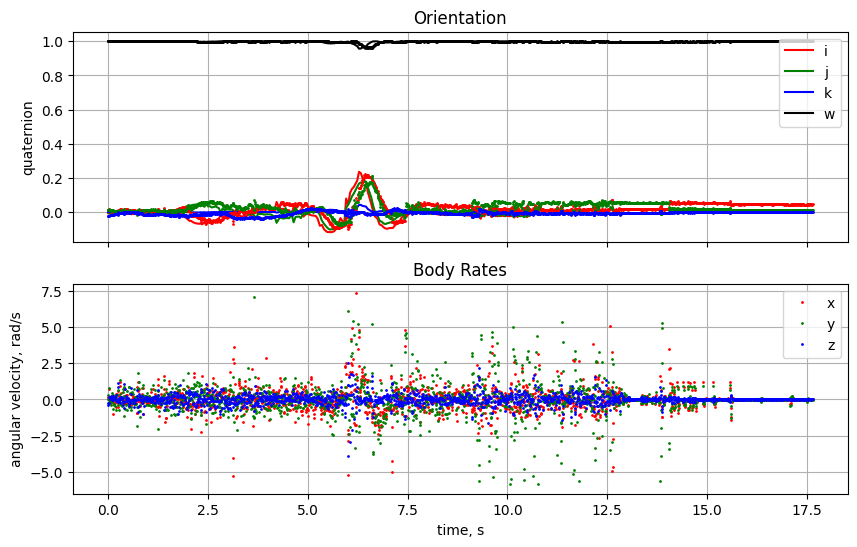 Orientation
1.0
0.8
0.6
0.4
0.2
0.0
quaternion
i
j
k
w
Body Rates
7.5
5.0
2.5
0.0
−2.5
−5.0
angular velocity, rad/s
x
y
z
0.0 2.5 5.0 7.5 10.0 12.5 15.0 17.5
time, s